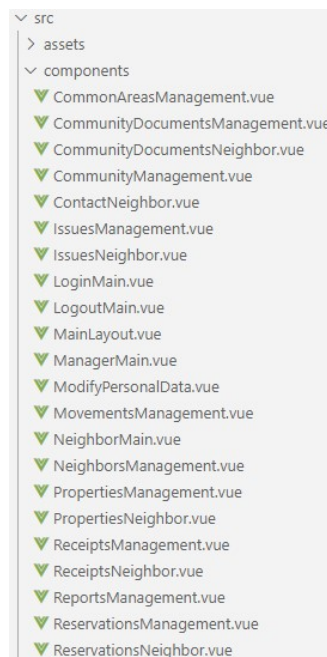 src
assets
components
CommonAreasManagement.vue
CommunityDocumentsManagement.vue
CommunityDocumentsNeighbor.vue
CommunityManagement.vue
ContactNeighbor.vue
IssuesManagement.vue
IssuesNeighbor.vue
LoginMain.vue
LogoutMain.vue
MainLayout.vue
ManagerMain.vue
ModifyPersonalData.vue
MovementsManagement.vue
NeighborMain.vue
NeighborsManagement.vue
PropertiesManagement.vue
PropertiesNeighbor.vue
ReceiptsManagement.vue
ReceiptsNeighbor.vue
ReportsManagement.vue
ReservationsManagement.vue
ReservationsNeighbor.vue